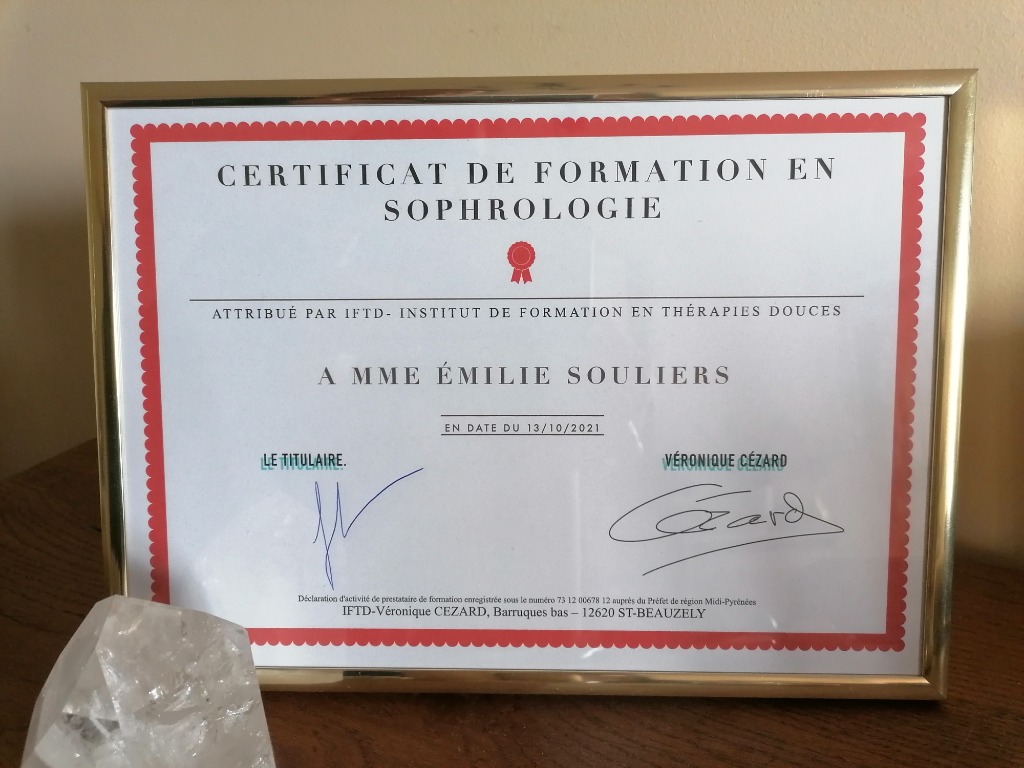 CERTIFICAT DE FORMATION EN
SOPHROLOGIE
ATTRIBUÉ PAR IFTD- INSTITUT DE FORMATION EN THÉRAPIES DOUCES
A MME ÉMILIE SOULIERS
EN DATE DU 13/10/2021
LE TITULAIRE.
VÉRONIQUE CÉZARD
Cézard
Déclaration d'activité de prestataire de formation enregistrée sous le numéro 73 12 00678 12 auprès du Préfet de région Midi-Pyrénées
IFTD-Véronique CEZARD, Barruques bas – 12620 ST-BEAUZELY